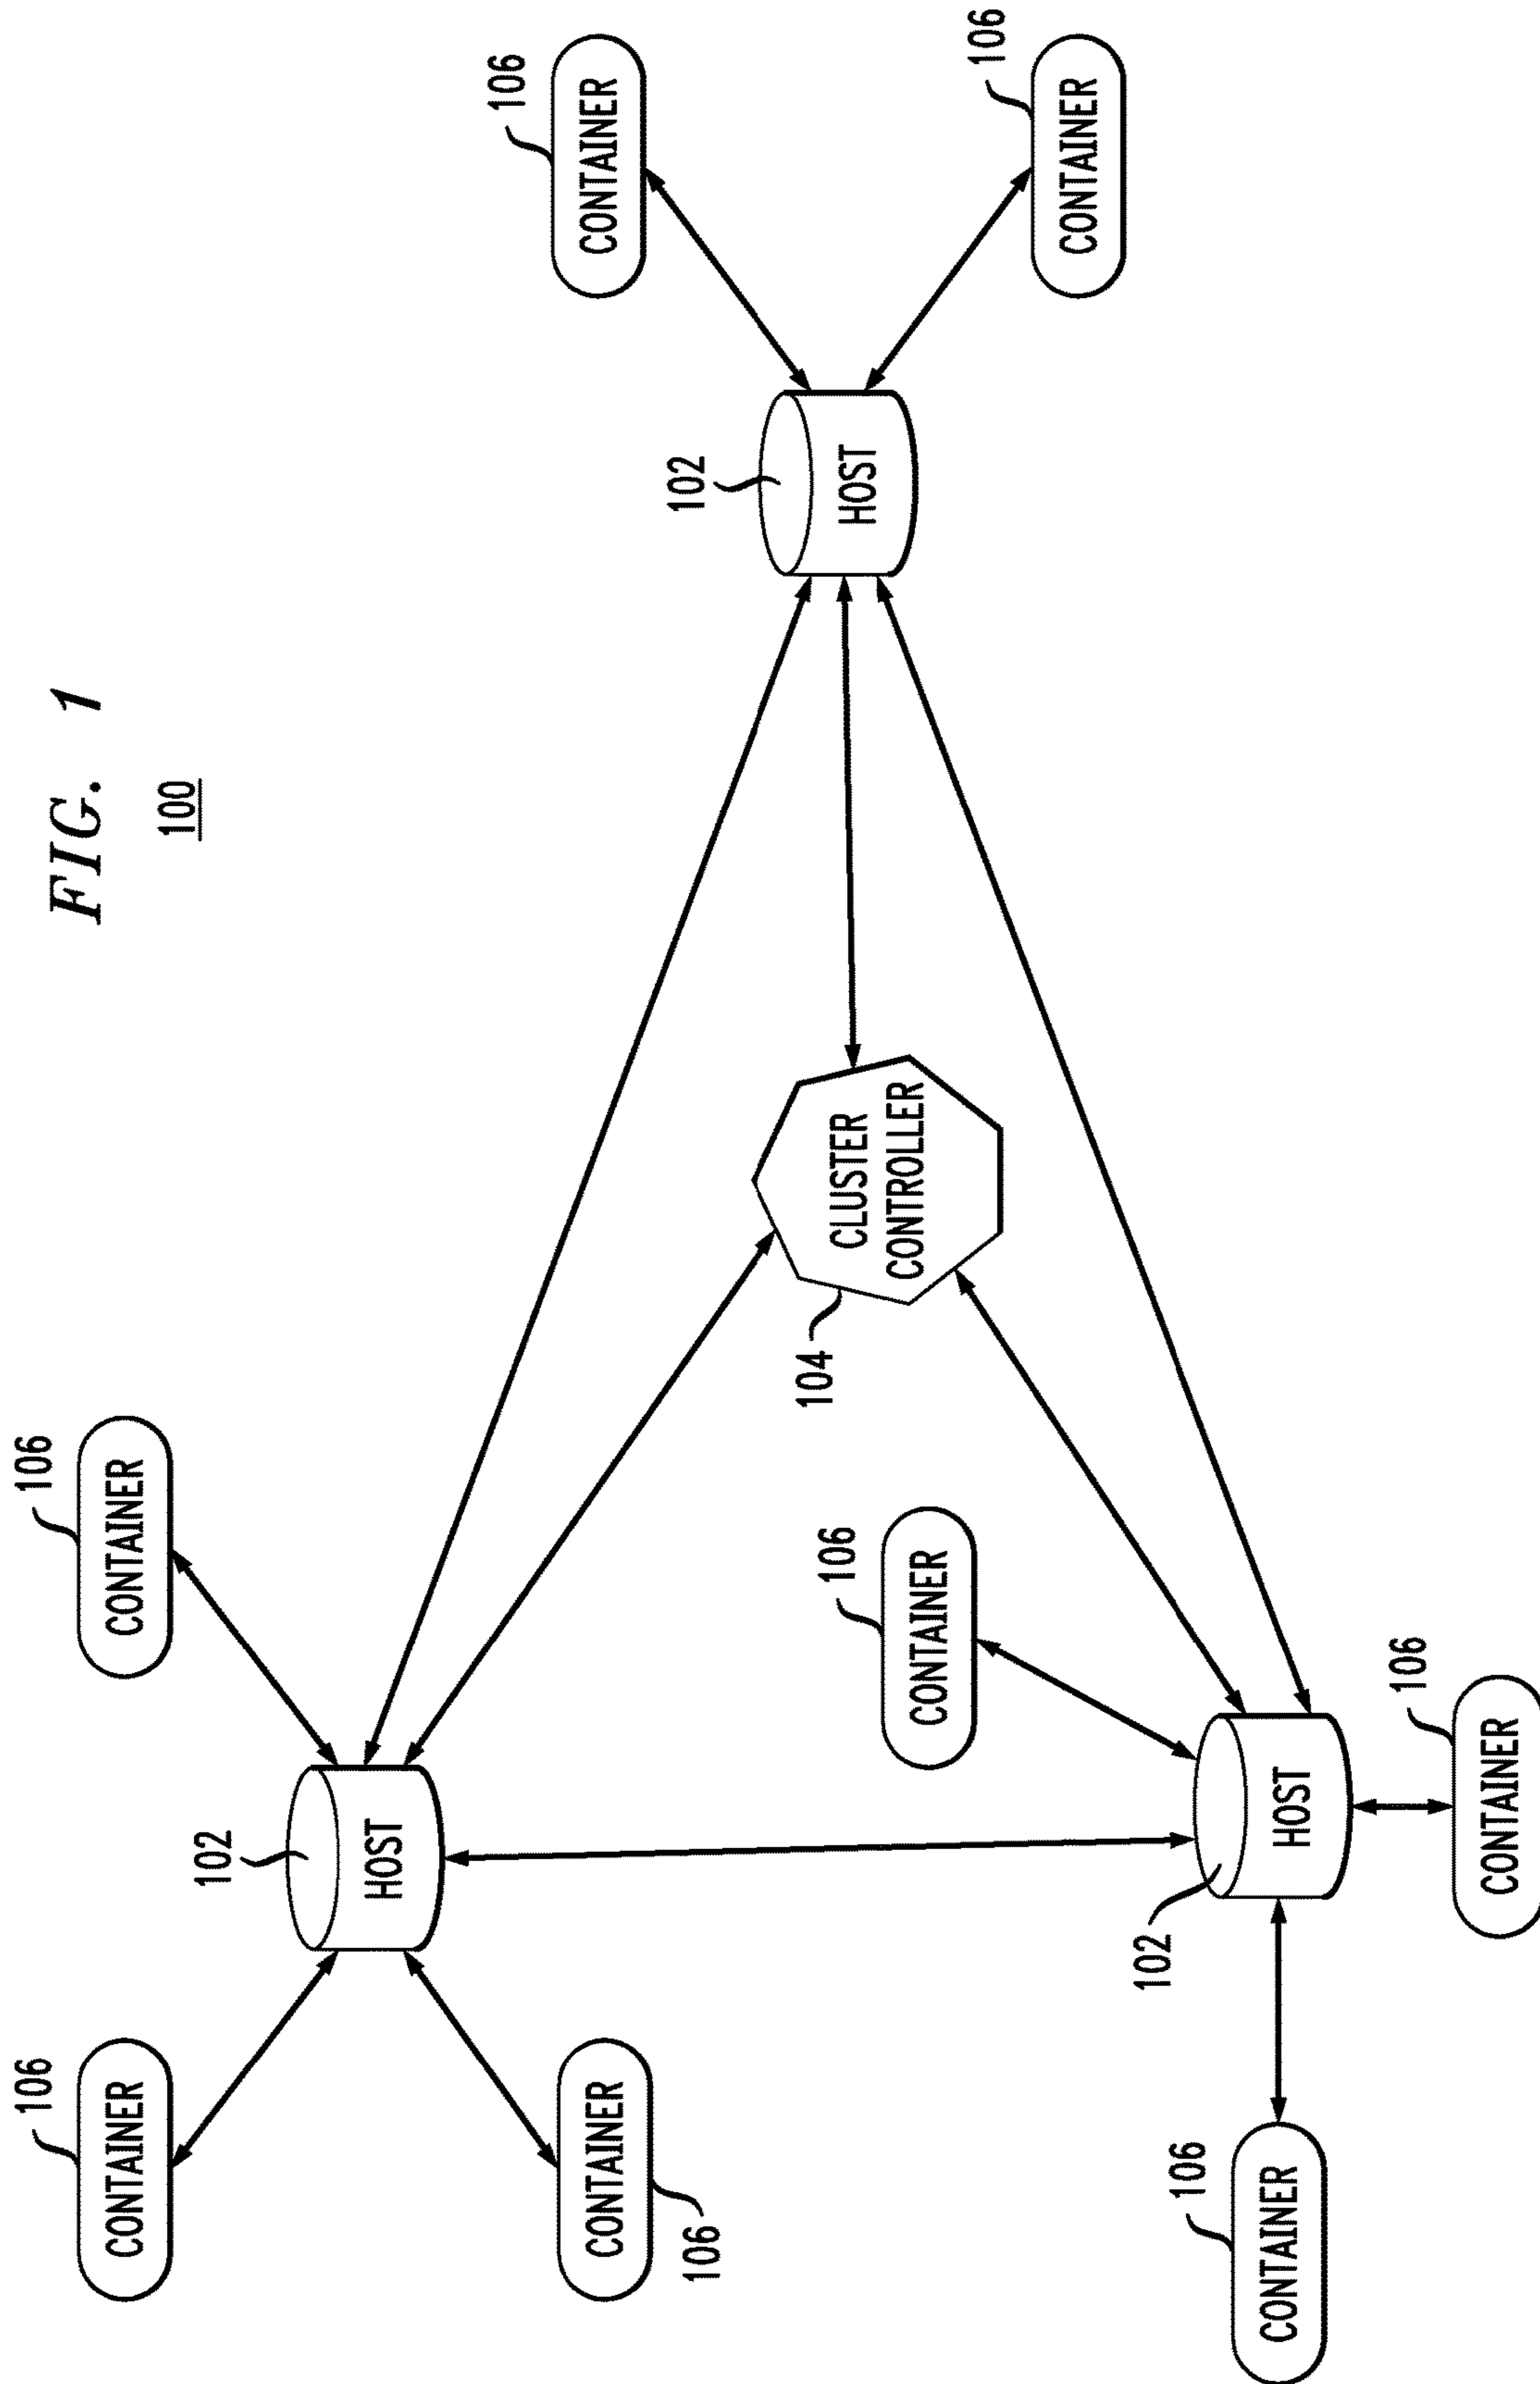 FIG. 1
100
106
CONTAINER
106
CONTAINER
102
HOST
106
CONTAINER
106
CONTAINER
102
HOST
CLUSTER
CONTROLLER
104
106
CONTAINER
106
CONTAINER
102
HOST
106
CONTAINER
106
CONTAINER